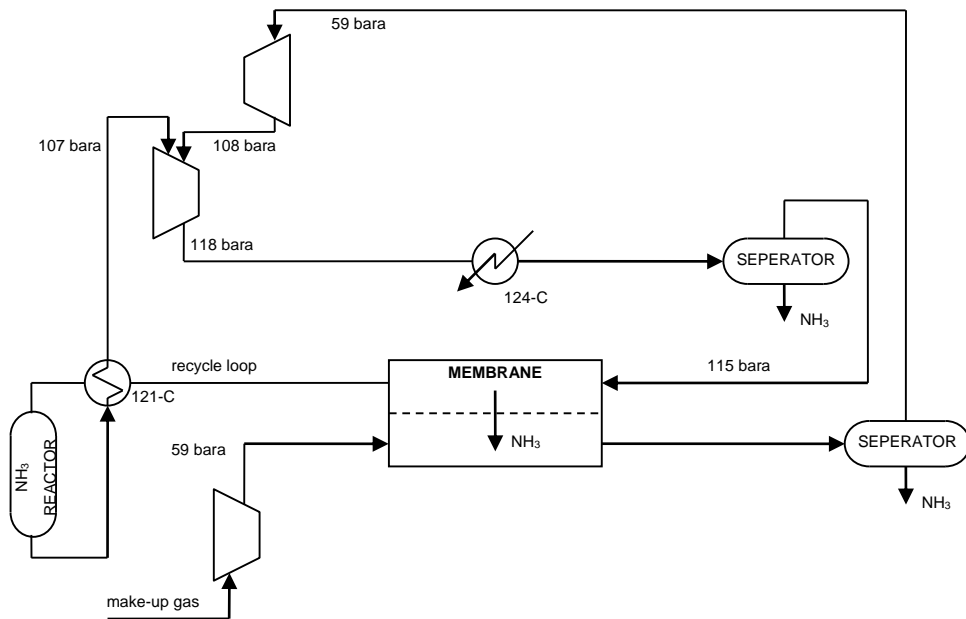 59 bara
107 bara
108 bara
118 bara
SEPERATOR
124-C
NH₃
recycle loop
MEMBRANE
115 bara
121-C
NH₃
59 bara
SEPERATOR
NH₃
REACTOR
NH₃
make-up gas